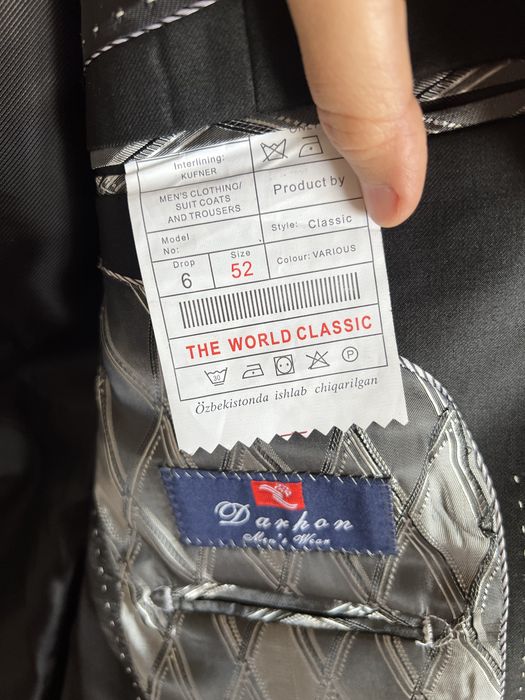 Interlining:
KUFNER
MEN'S CLOTHING/
SUIT COATS
AND TROUSERS
Product by
Model
No:
Style: Classic
Drop
6
Size
52
Colour: VARIOUS
THE WORLD CLASSIC
30
P
Özbekistonda ishlab chiqarilgan
Darhon
Men's Wear